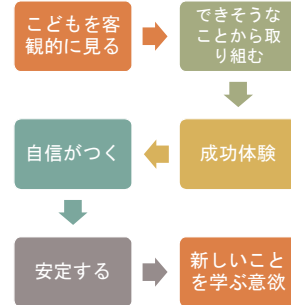 こどもを客
観的に見る
できそうな
ことから取
り組む
成功体験
自信がつく
安定する
新しいこと
を学ぶ意欲